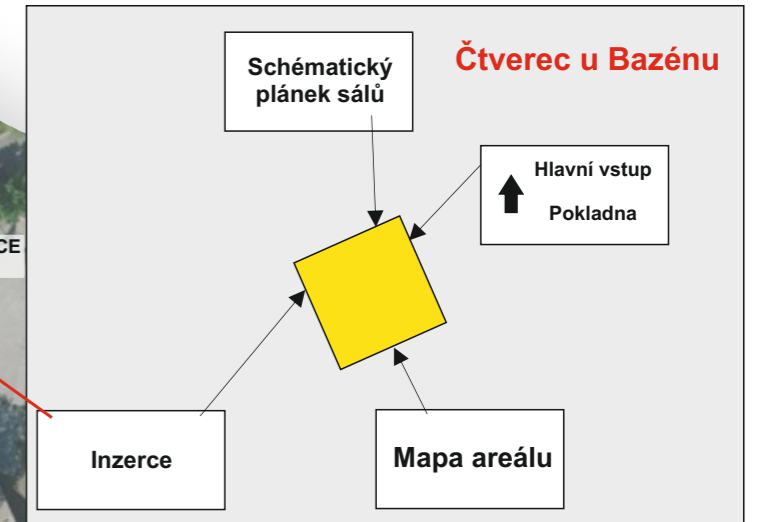 Čtverec u Bazénu
Schématický
plánek sálů
Hlavní vstup
Pokladna
CE
Inzerce
Mapa areálu